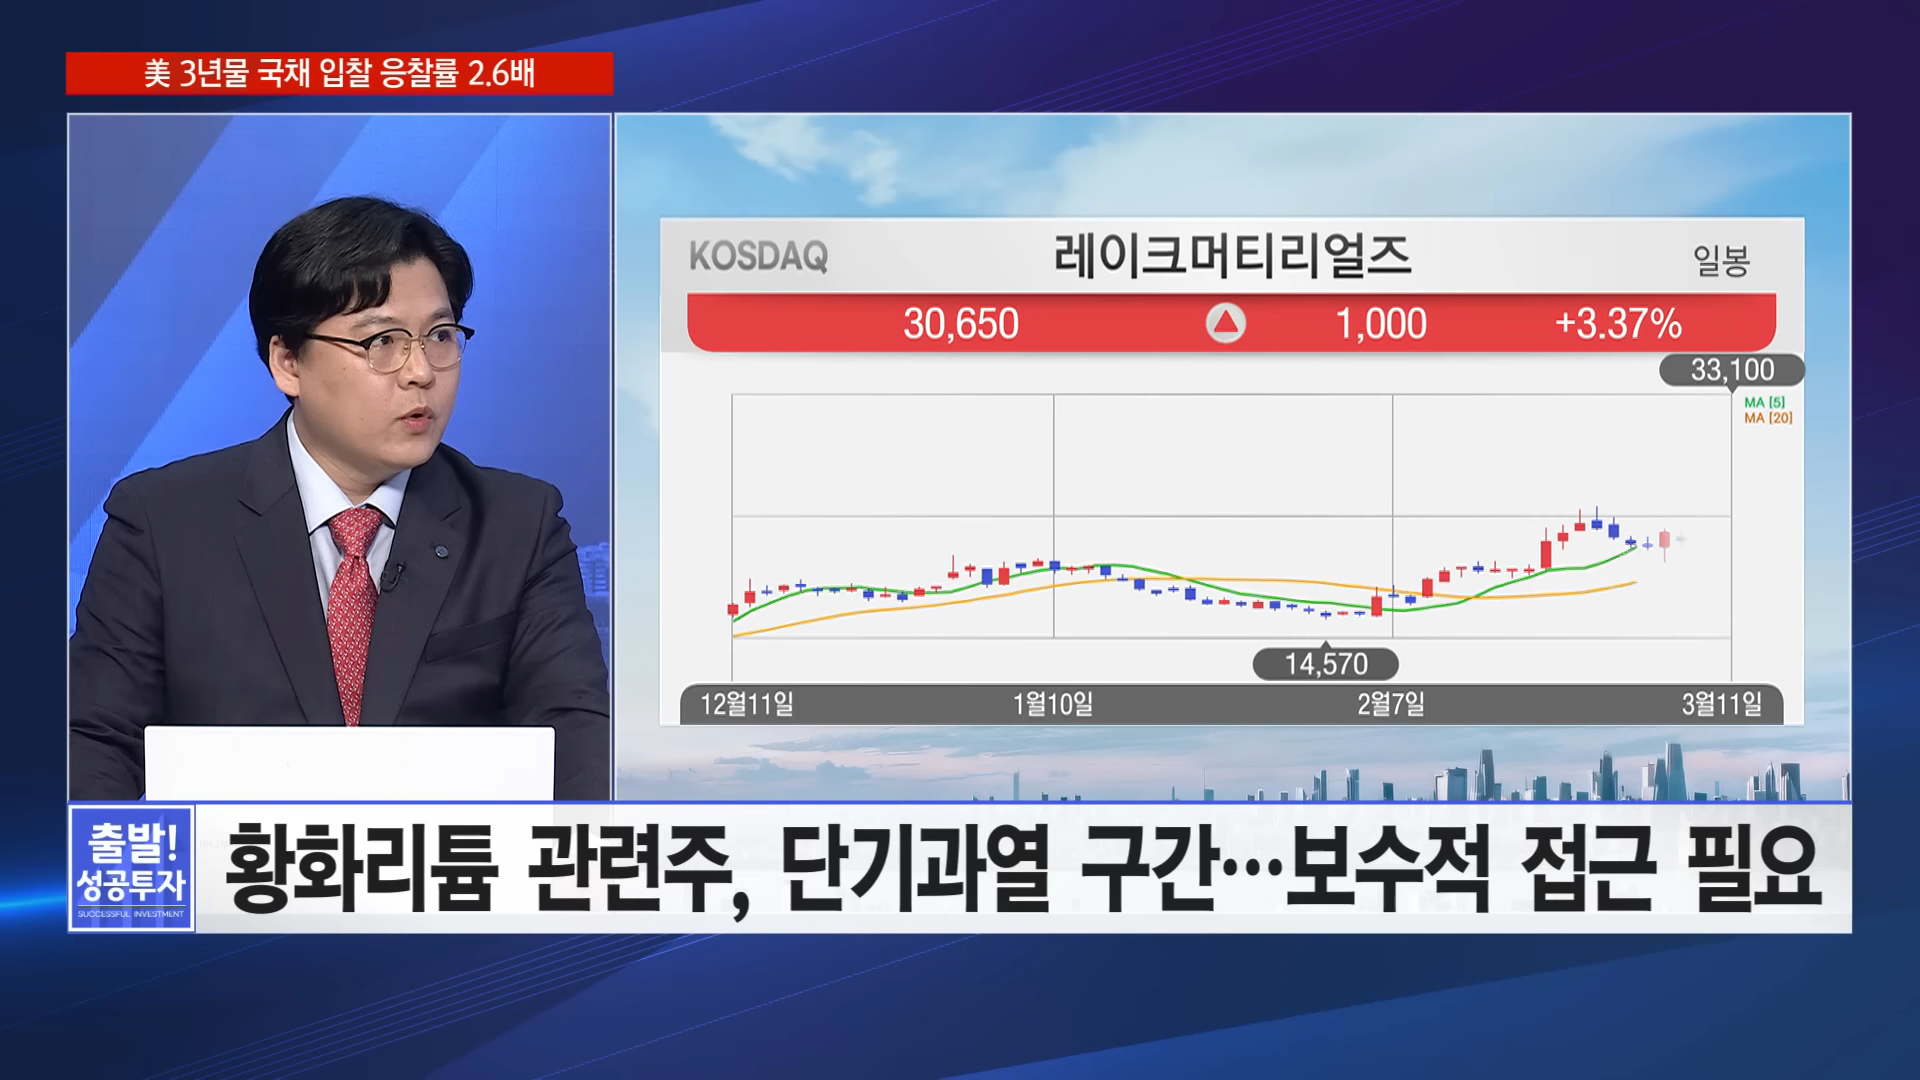 美 3년물 국채 입찰 응찰률 2.6배
KOSDAQ 레이크머티리얼즈 일봉
30,650 1,000 +3.37%
33,100
MA [5]
MA [20]
14,570
12월11일 1월10일 2월7일 3월11일
출발!
성공투자
SUCCESSFUL INVESTMENT
황화리튬 관련주, 단기과열 구간…보수적 접근 필요